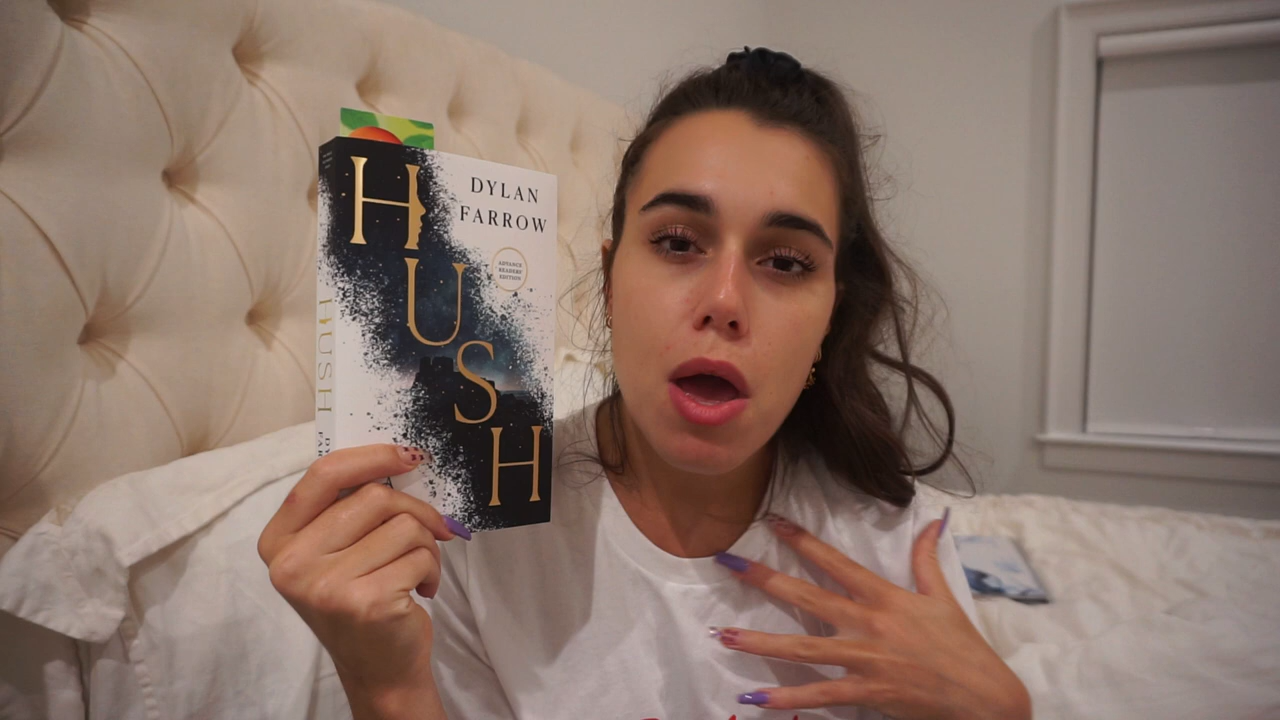 HUSH
DYLAN
FARROW
ADVANCE
READERS'
EDITION
HUSH